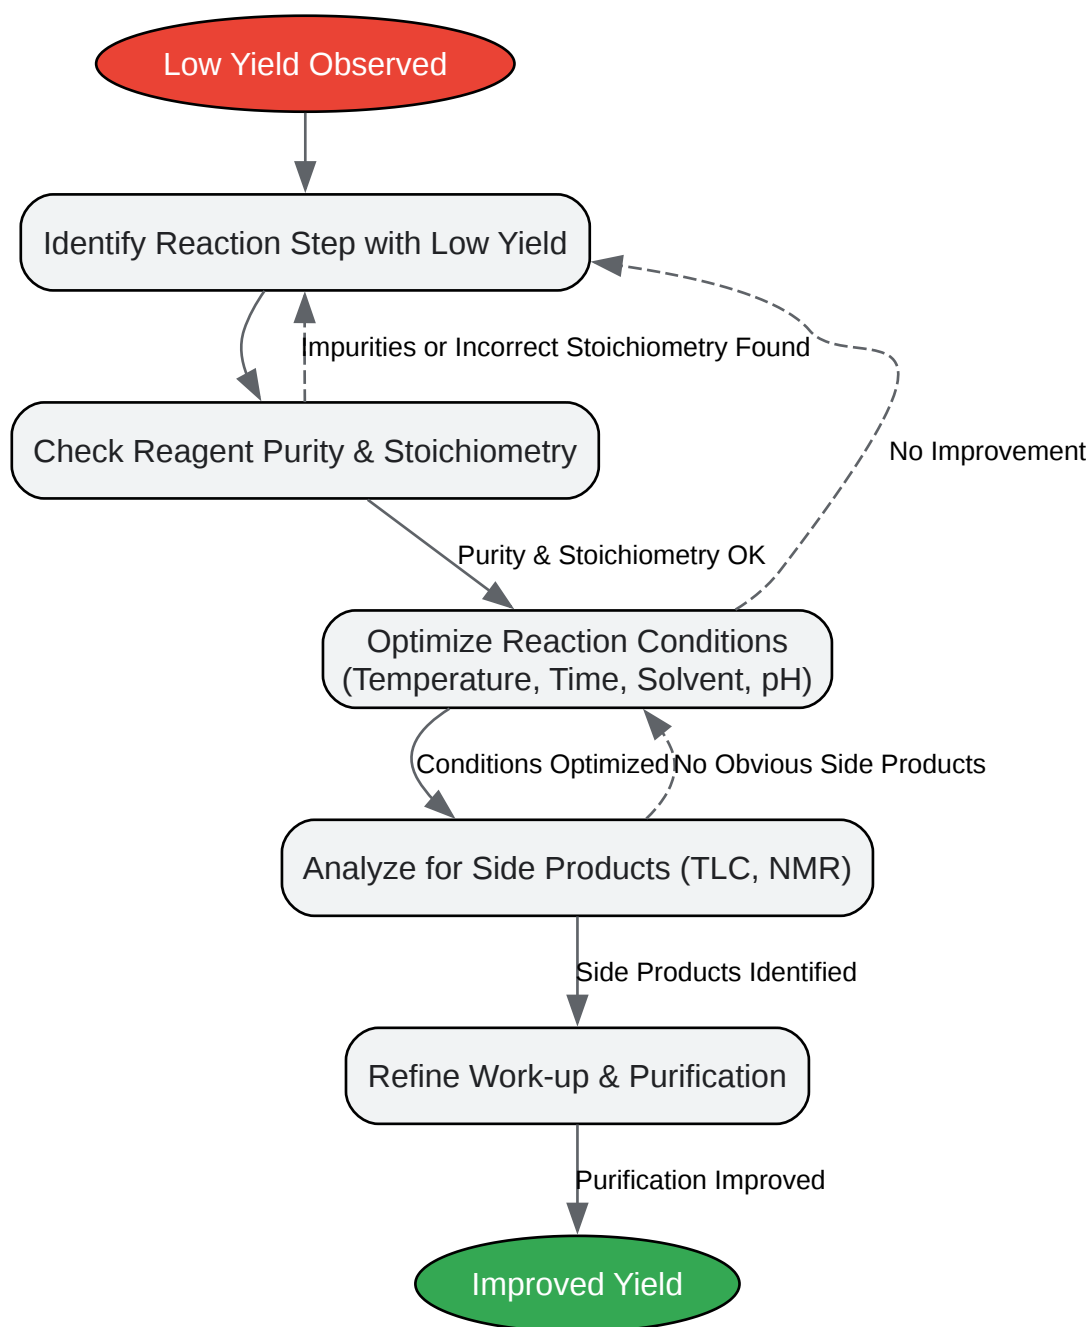 Low Yield Observed
Identify Reaction Step with Low Yield
Impurities or Incorrect Stoichiometry Found
Check Reagent Purity & Stoichiometry
No Improvement
Purity & Stoichiometry OK
Optimize Reaction Conditions
(Temperature, Time, Solvent, pH)
Conditions Optimized
No Obvious Side Products
Analyze for Side Products (TLC, NMR)
Side Products Identified
Refine Work-up & Purification
Purification Improved
Improved Yield